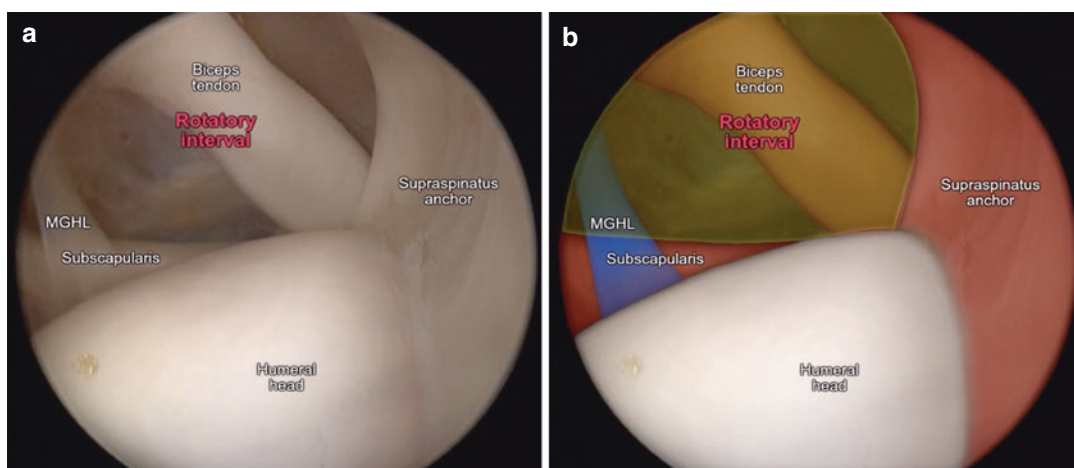 a
Biceps
tendon
Rotatory
interval
Supraspinatus
anchor
MGHL
Subscapularis
Humeral
head
b
Biceps
tendon
Rotatory
interval
Supraspinatus
anchor
MGHL
Subscapularis
Humeral
head